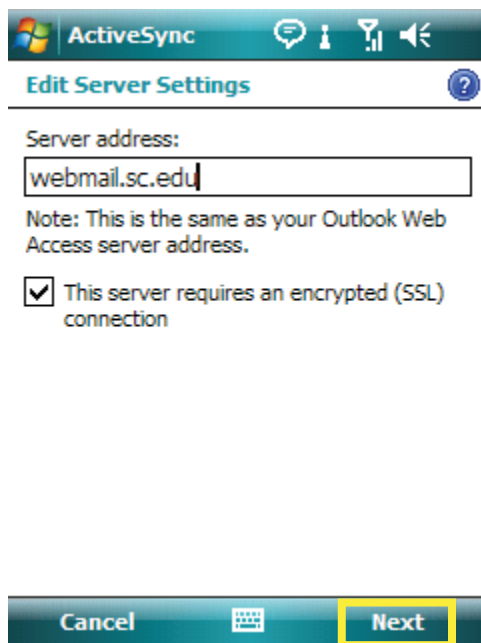 ActiveSync
Edit Server Settings
?
Server address:
webmail.sc.edu
Note: This is the same as your Outlook Web
Access server address.
This server requires an encrypted (SSL)
connection
Cancel Next